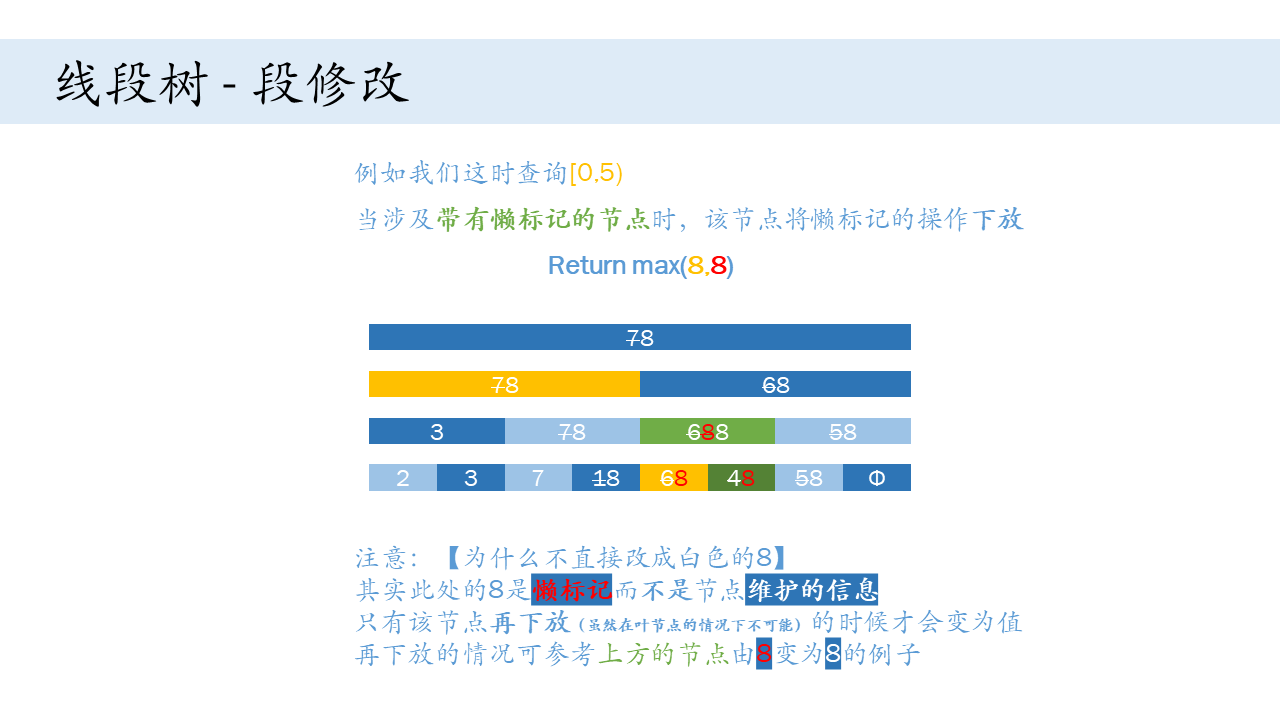 线段树 - 段修改
例如我们这时查询[0,5)
当涉及带有懒标记的节点时，该节点将懒标记的操作下放
Return max(8,8)
78
78 68
3 78 688 58
2 3 7 18 68 48 58 Φ
注意：【为什么不直接改成白色的8】
其实此处的8是懒标记而不是节点维护的信息
只有该节点再下放（虽然在叶节点的情况下不可能）的时候才会变为值
再下放的情况可参考上方的节点由8变为8的例子